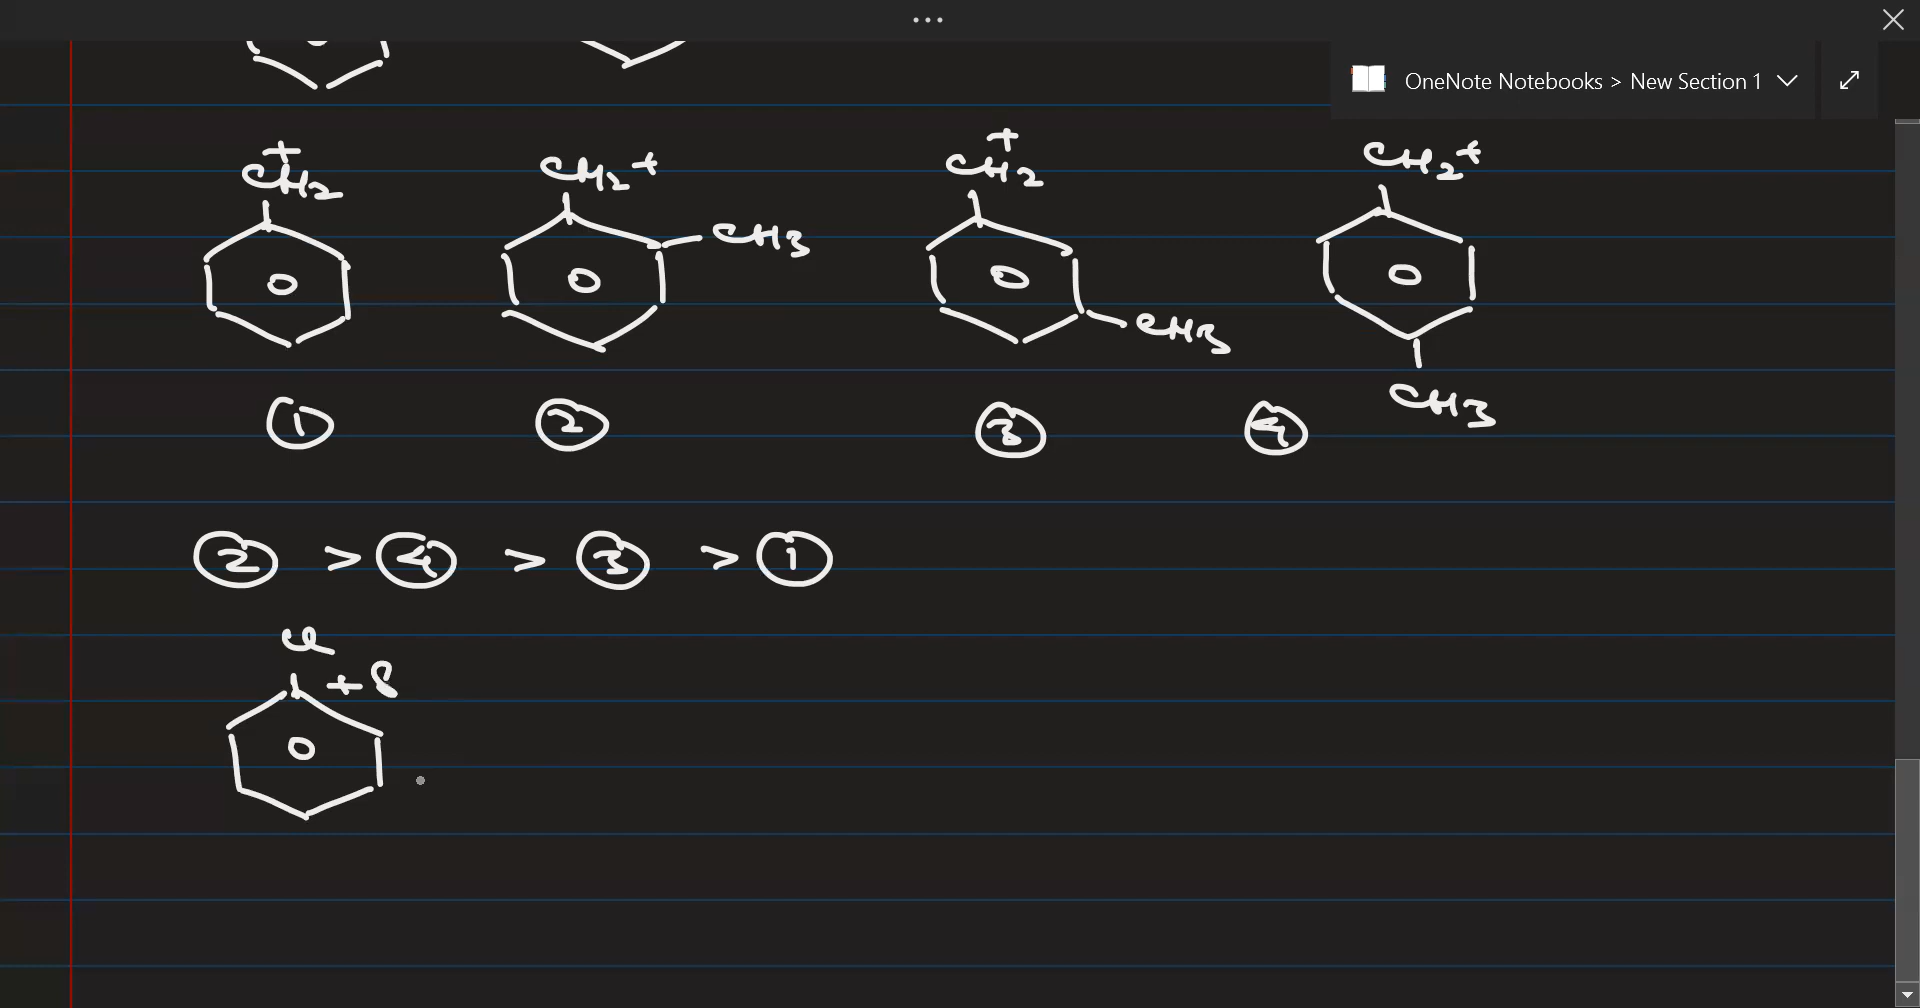 ...
OneNote Notebooks > New Section 1
CH2+ CH2+ CH2+ CH2+
CH3
CH3
CH3
① ② ③ ④
② > ④ > ③ > ①
Cl
+